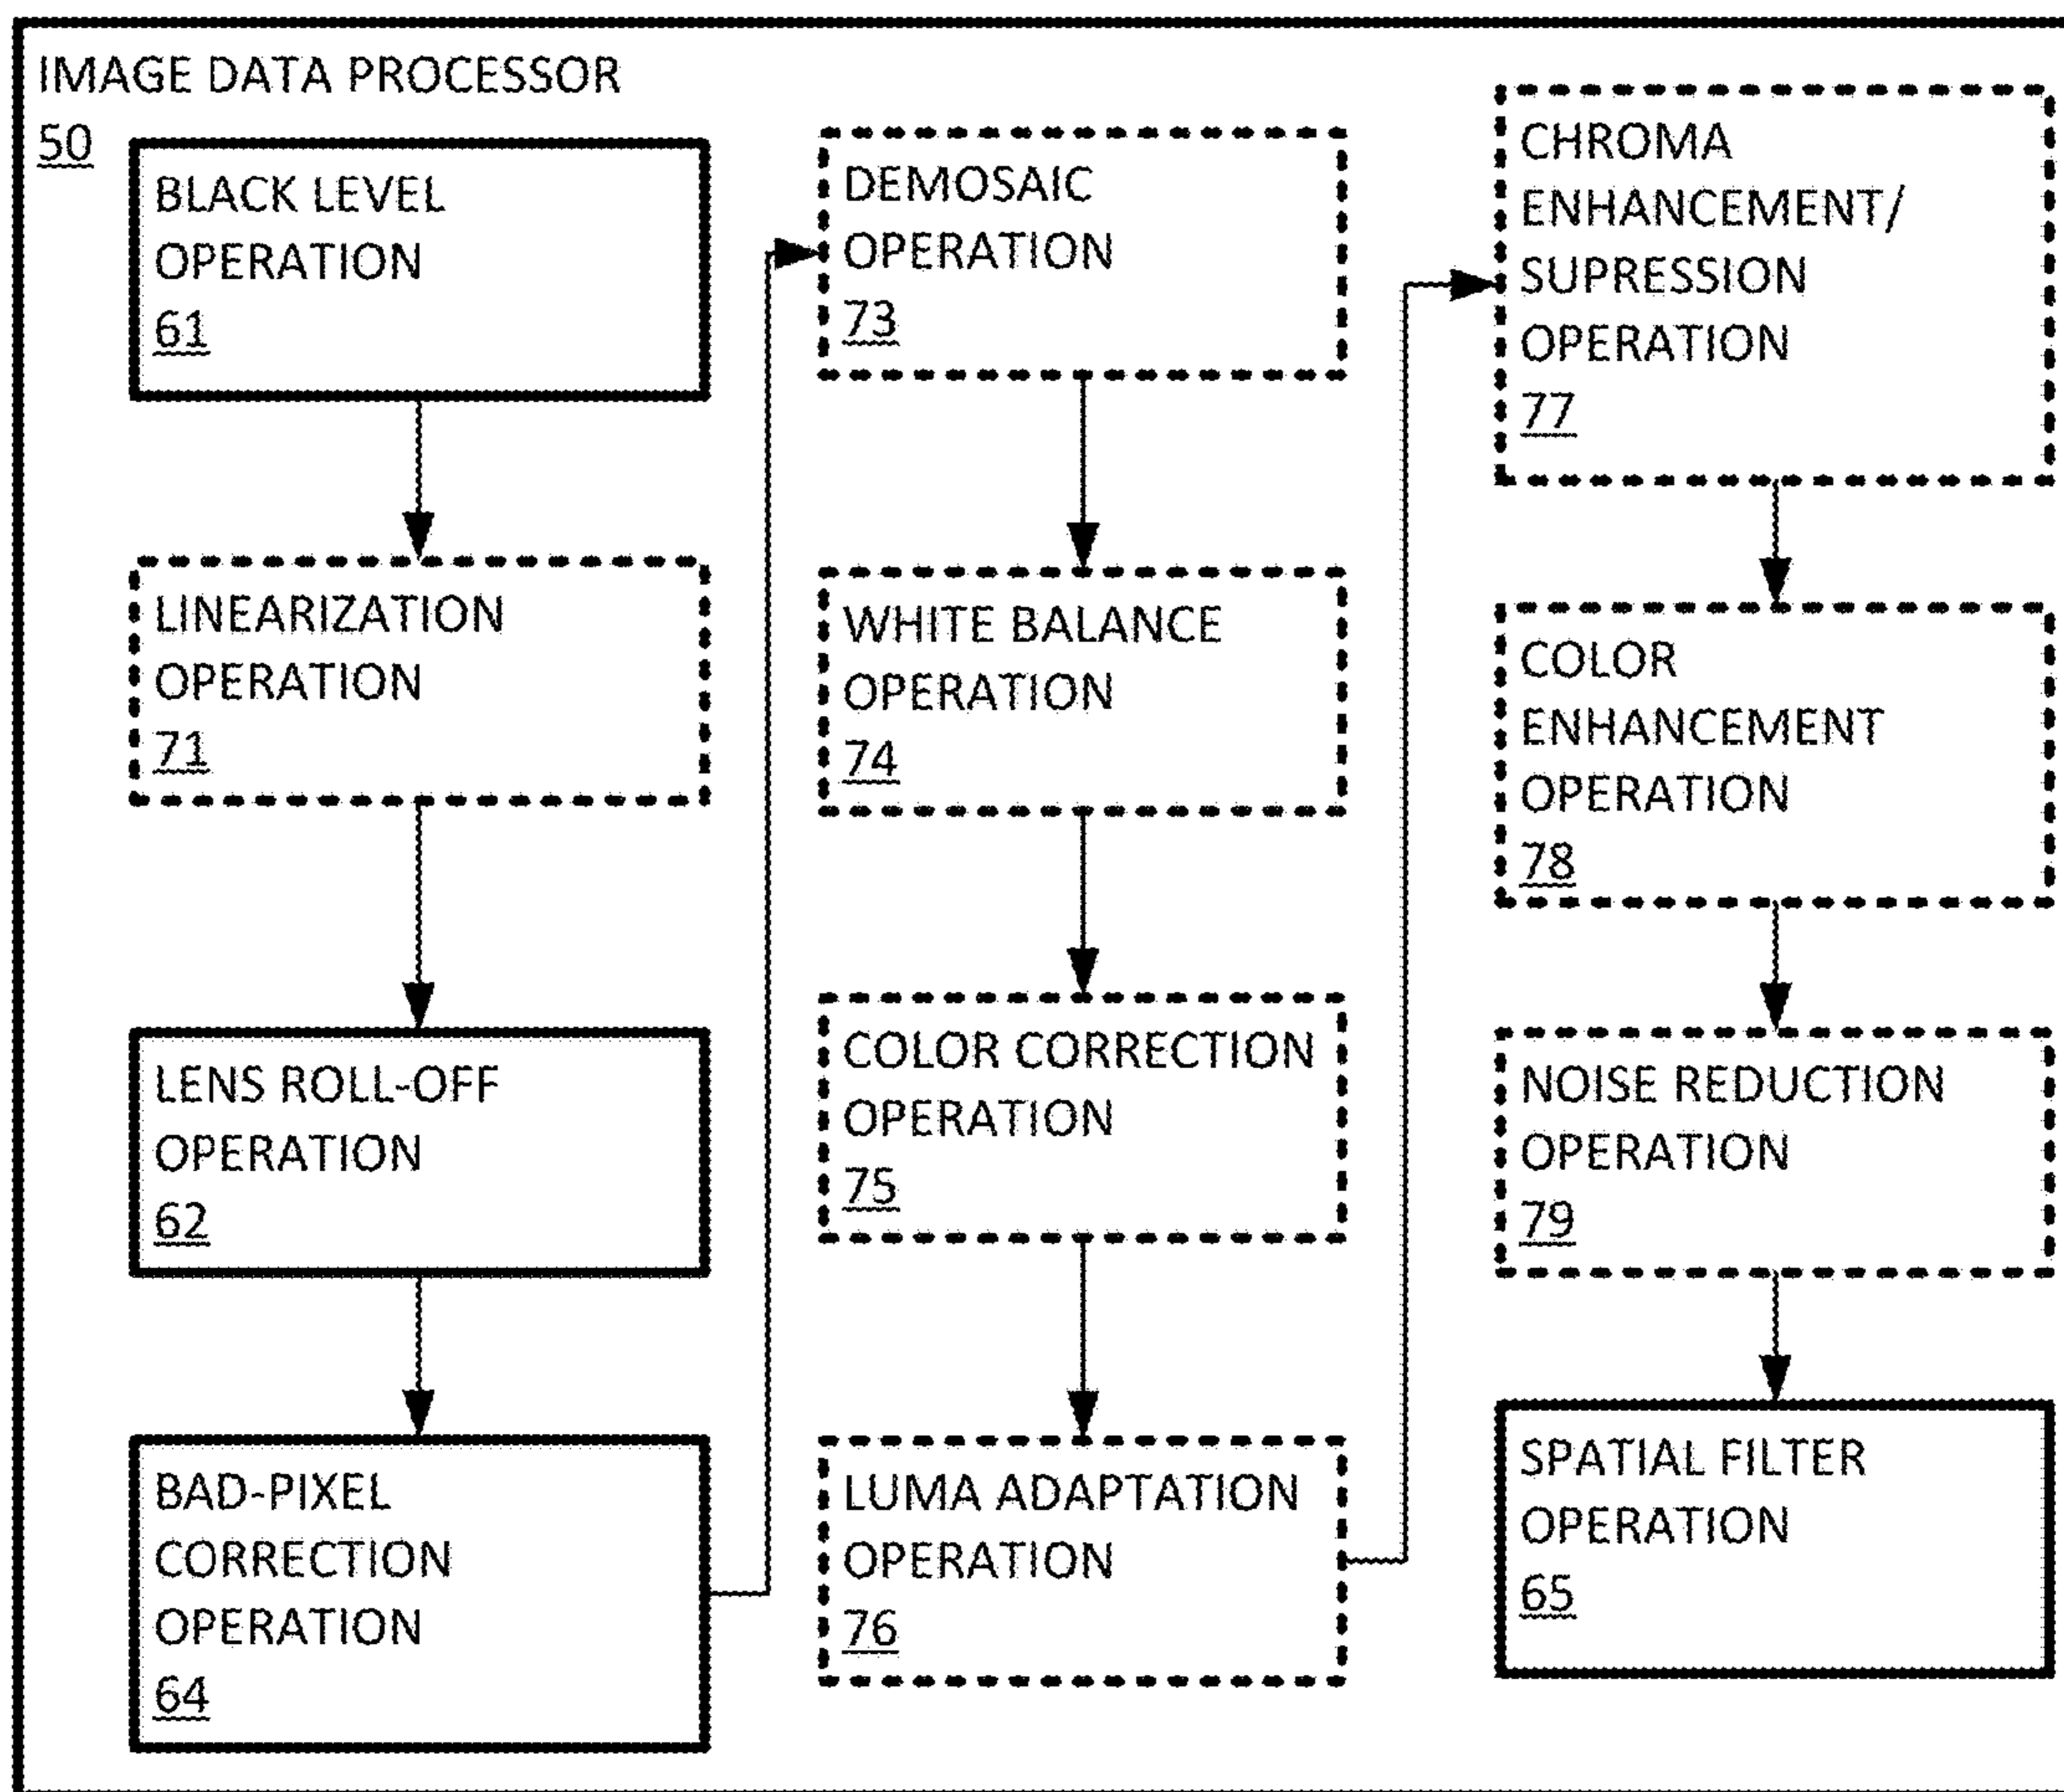 IMAGE DATA PROCESSOR
50
BLACK LEVEL
OPERATION
61
LINEARIZATION
OPERATION
71
LENS ROLL-OFF
OPERATION
62
BAD-PIXEL
CORRECTION
OPERATION
64
DEMOSAIC
OPERATION
73
WHITE BALANCE
OPERATION
74
COLOR CORRECTION
OPERATION
75
LUMA ADAPTATION
OPERATION
76
CHROMA
ENHANCEMENT/
SUPRESSION
OPERATION
77
COLOR
ENHANCEMENT
OPERATION
78
NOISE REDUCTION
OPERATION
79
SPATIAL FILTER
OPERATION
65